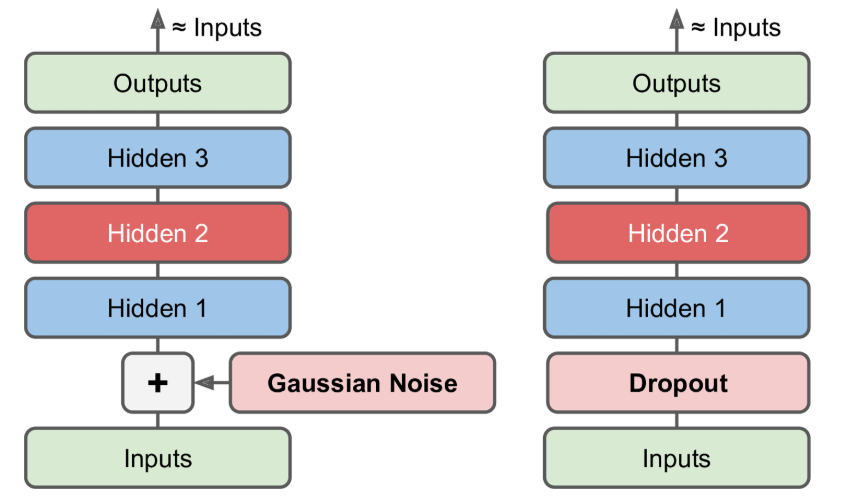 ≈ Inputs
Outputs
Hidden 3
Hidden 2
Hidden 1
+
Gaussian Noise
Inputs
≈ Inputs
Outputs
Hidden 3
Hidden 2
Hidden 1
Dropout
Inputs